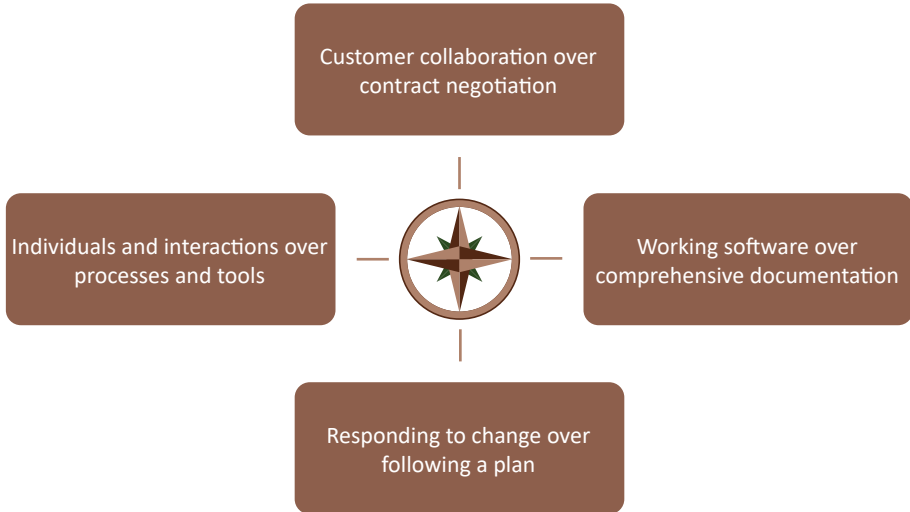 Customer collaboration over
contract negotiation
Individuals and interactions over
processes and tools
Working software over
comprehensive documentation
Responding to change over
following a plan